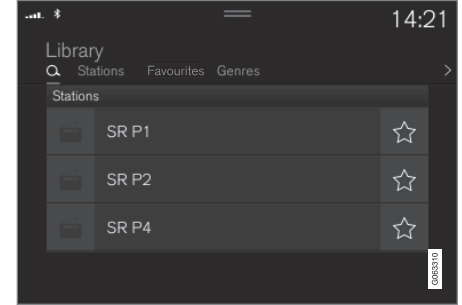 14:21
Library
Stations Favourites Genres
Stations
SR P1
SR P2
SR P4
G063310